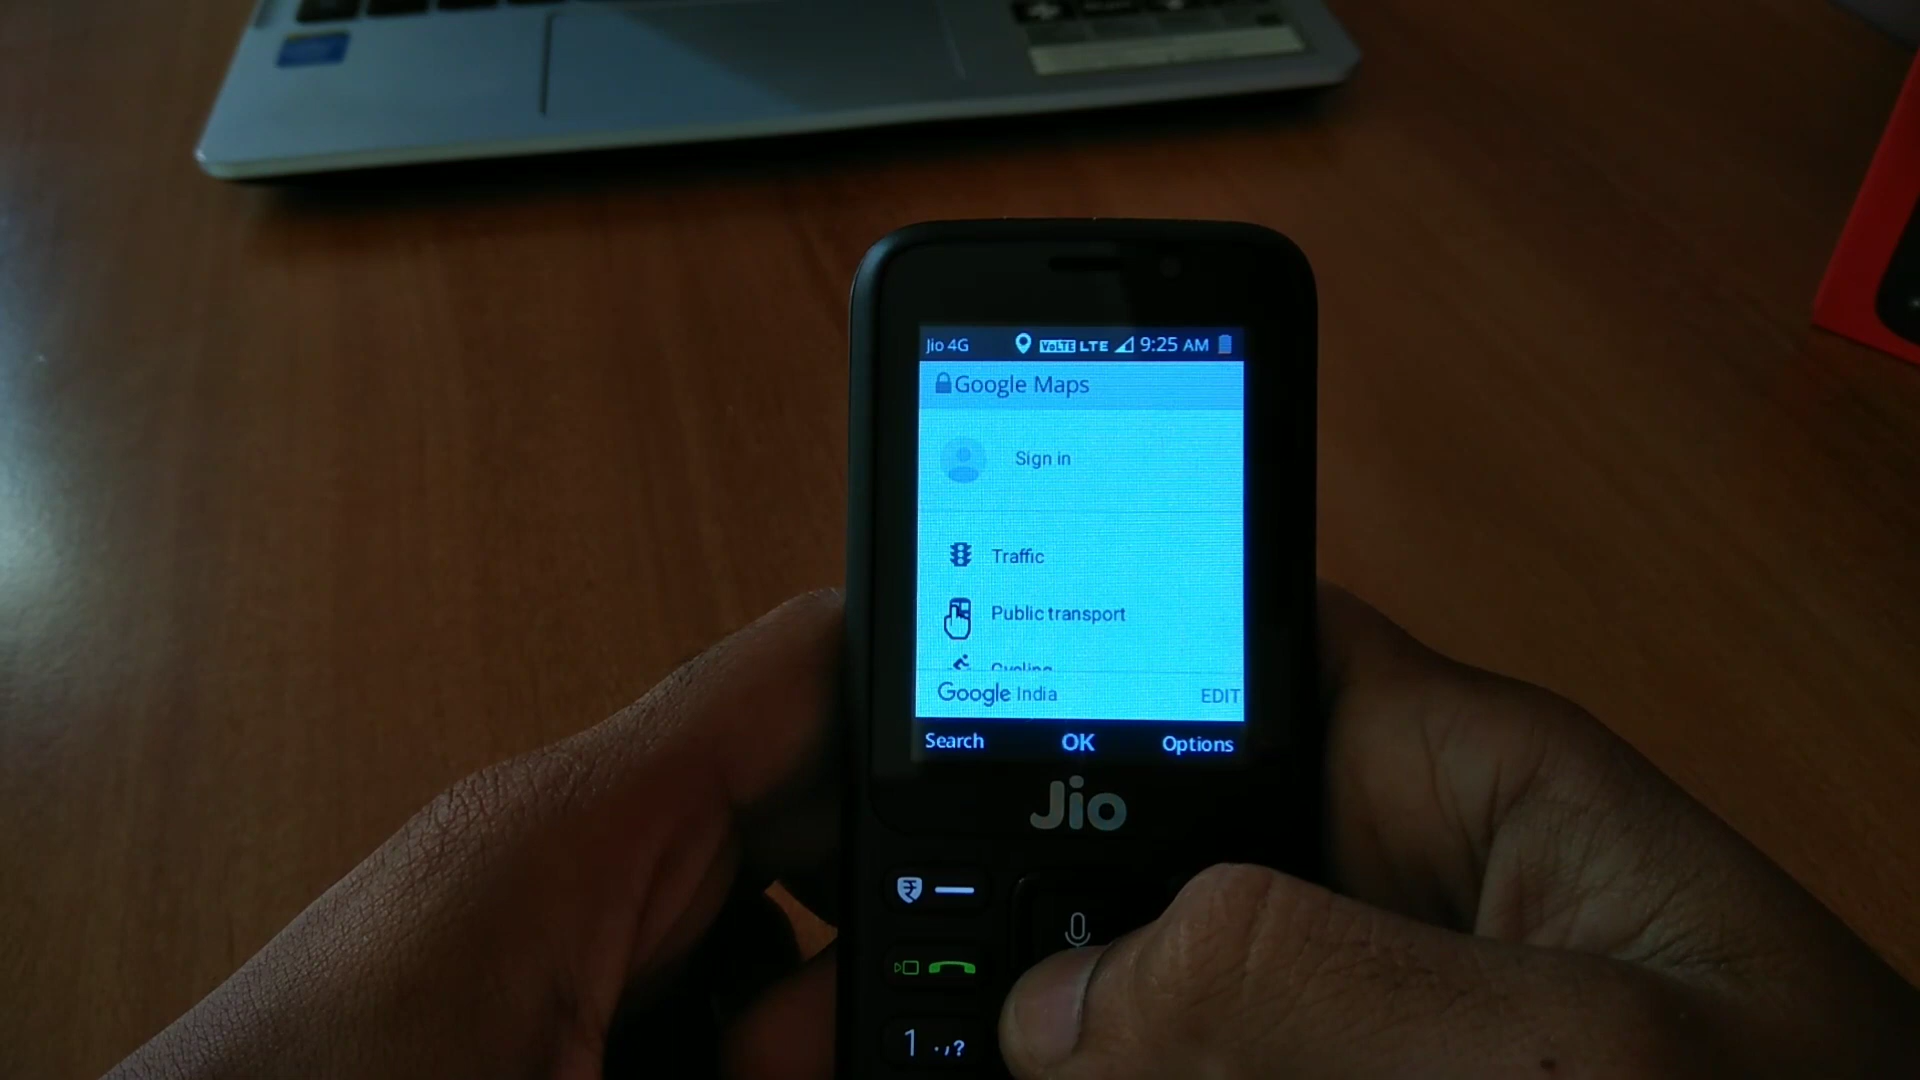 Jio 4G VoLTE LTE 9:25 AM
Google Maps
Sign in
Traffic
Public transport
Cycling
Google India EDIT
Search OK Options
Jio
1 .,?